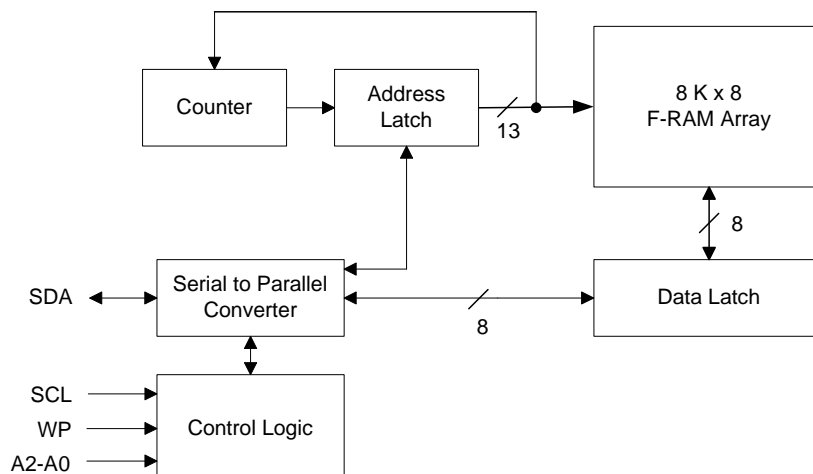 Counter
Address
Latch
13
8 K x 8
F-RAM Array
8
SDA
Serial to Parallel
Converter
8
Data Latch
SCL
WP
A2-A0
Control Logic